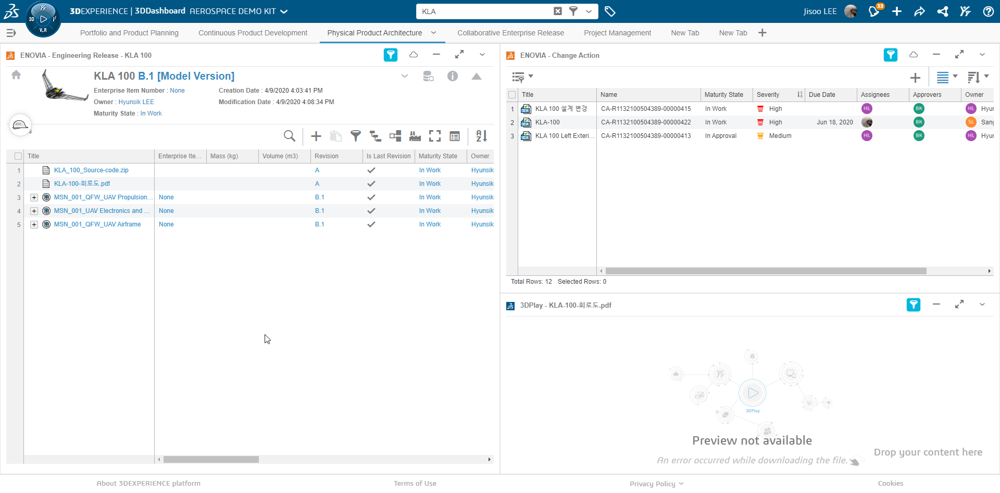 3DEXPERIENCE | 3DDashboard AEROSPACE DEMO KIT
KLA
Jisoo LEE
33
3D
V.R
Portfolio and Product Planning
Continuous Product Development
Physical Product Architecture
Collaborative Enterprise Release
Project Management
New Tab
New Tab
ENOVIA - Engineering Release - KLA 100
KLA 100 B.1 [Model Version]
Enterprise Item Number : None
Creation Date : 4/9/2020 4:03:41 PM
Owner : Hyunsik LEE
Modification Date : 4/9/2020 4:08:34 PM
Maturity State : In Work
Title Enterprise Ite... Mass (kg) Volume (m3) Revision Is Last Revision Maturity State Owner
1 KLA_100_Source-code.zip A In Work Hyunsik
2 KLA-100-회로도.pdf A In Work Hyunsik
3 MSN_001_QFW_UAV Propulsion... None B.1 In Work Hyunsik
4 MSN_001_UAV Electronics and ... None B.1 In Work Hyunsik
5 MSN_001_QFW_UAV Airframe None B.1 In Work Hyunsik
ENOVIA - Change Action
Title Name Maturity State Severity Due Date Assignees Approvers Owner
1 KLA 100 설계 변경 CA-R1132100504389-00000415 In Work High HL BK HL Hyur
2 KLA-100 CA-R1132100504389-00000422 In Work High Jun 18, 2020 BK SL Sang
3 KLA 100 Left Exteri... CA-R1132100504389-00000413 In Approval Medium HL BK HL Hyur
Total Rows: 12 Selected Rows: 0
3DPlay - KLA-100-회로도.pdf
3DPlay
Preview not available
An error occurred while downloading the file.
Drop your content here
About 3DEXPERIENCE platform
Terms of Use
Privacy Policy
Cookies